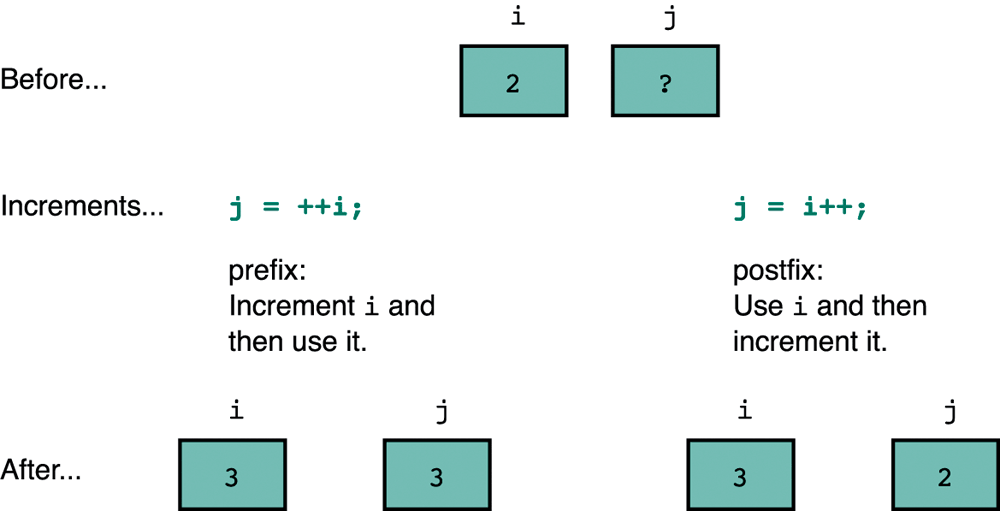 i j
Before... 2 ?
Increments... j = ++i; j = i++;
prefix: postfix:
Increment i and Use i and then
then use it. increment it.
i j i j
After... 3 3 3 2